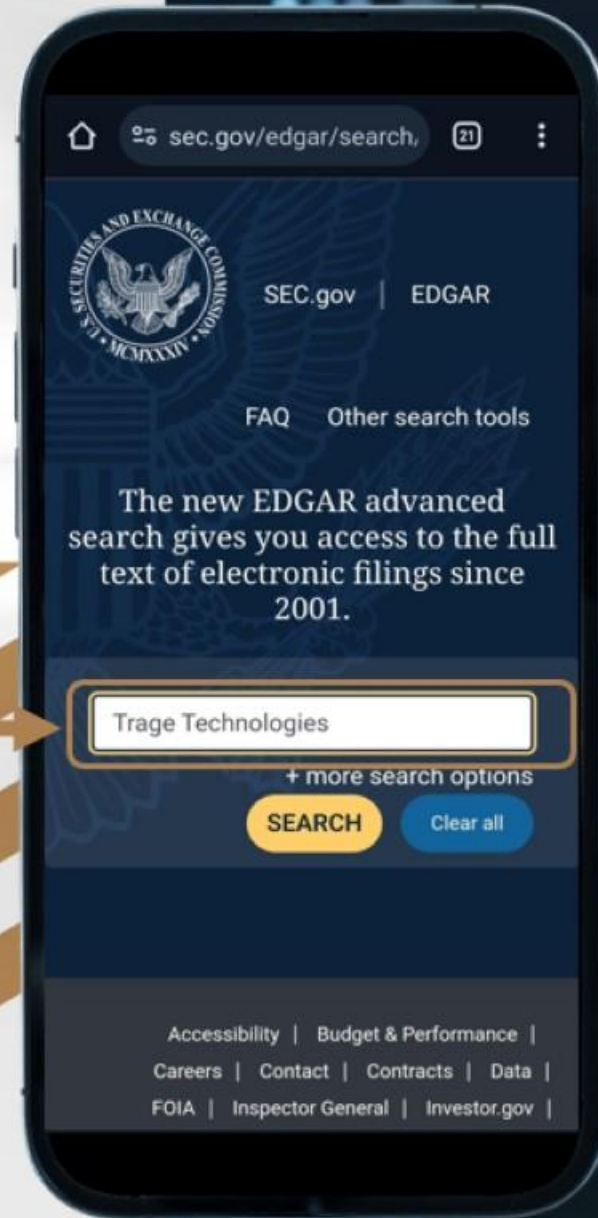 sec.gov/edgar/search,
21
U.S. SECURITIES AND EXCHANGE COMMISSION
MCMXXXIV
SEC.gov | EDGAR
FAQ Other search tools
The new EDGAR advanced
search gives you access to the full
text of electronic filings since
2001.
Trage Technologies
+ more search options
SEARCH Clear all
Accessibility | Budget & Performance |
Careers | Contact | Contracts | Data |
FOIA | Inspector General | Investor.gov |